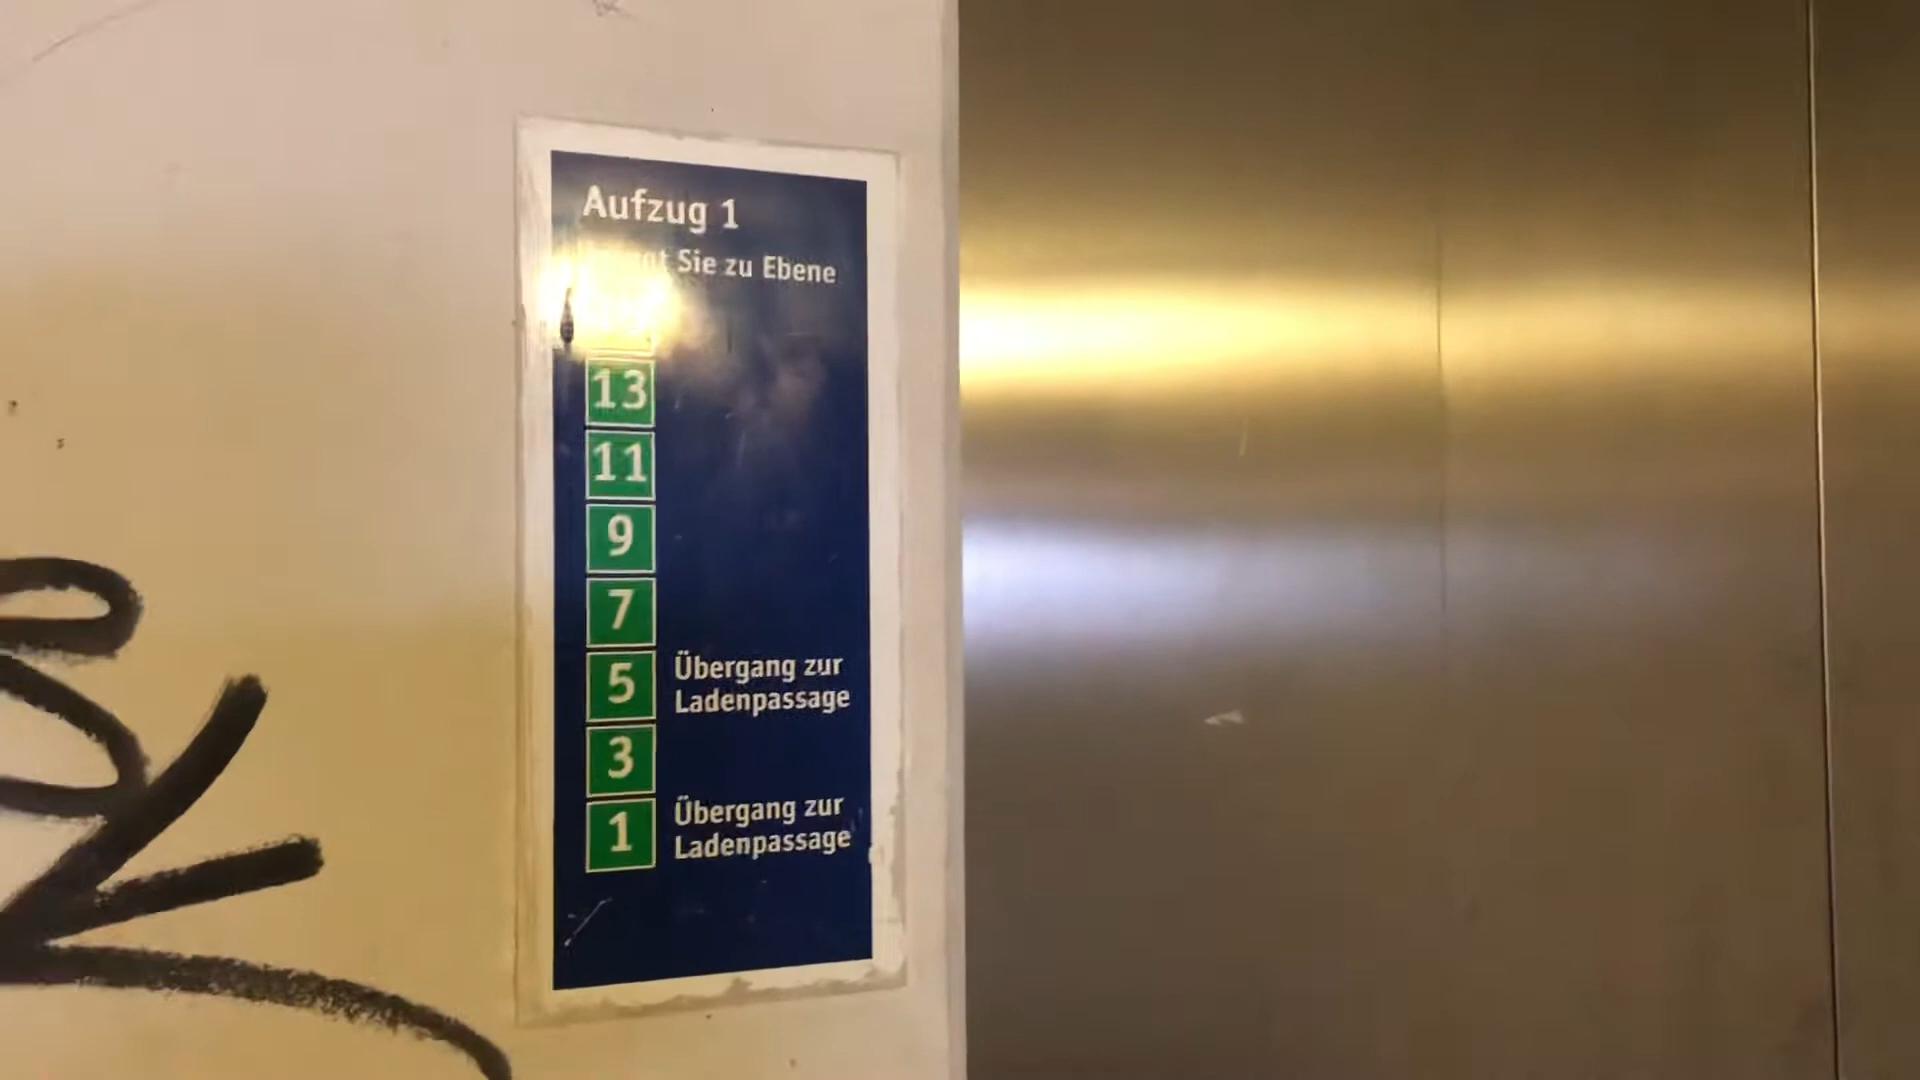 Aufzug 1
Sie zu Ebene
13
11
9
7
5 Übergang zur
Ladenpassage
3
1 Übergang zur
Ladenpassage